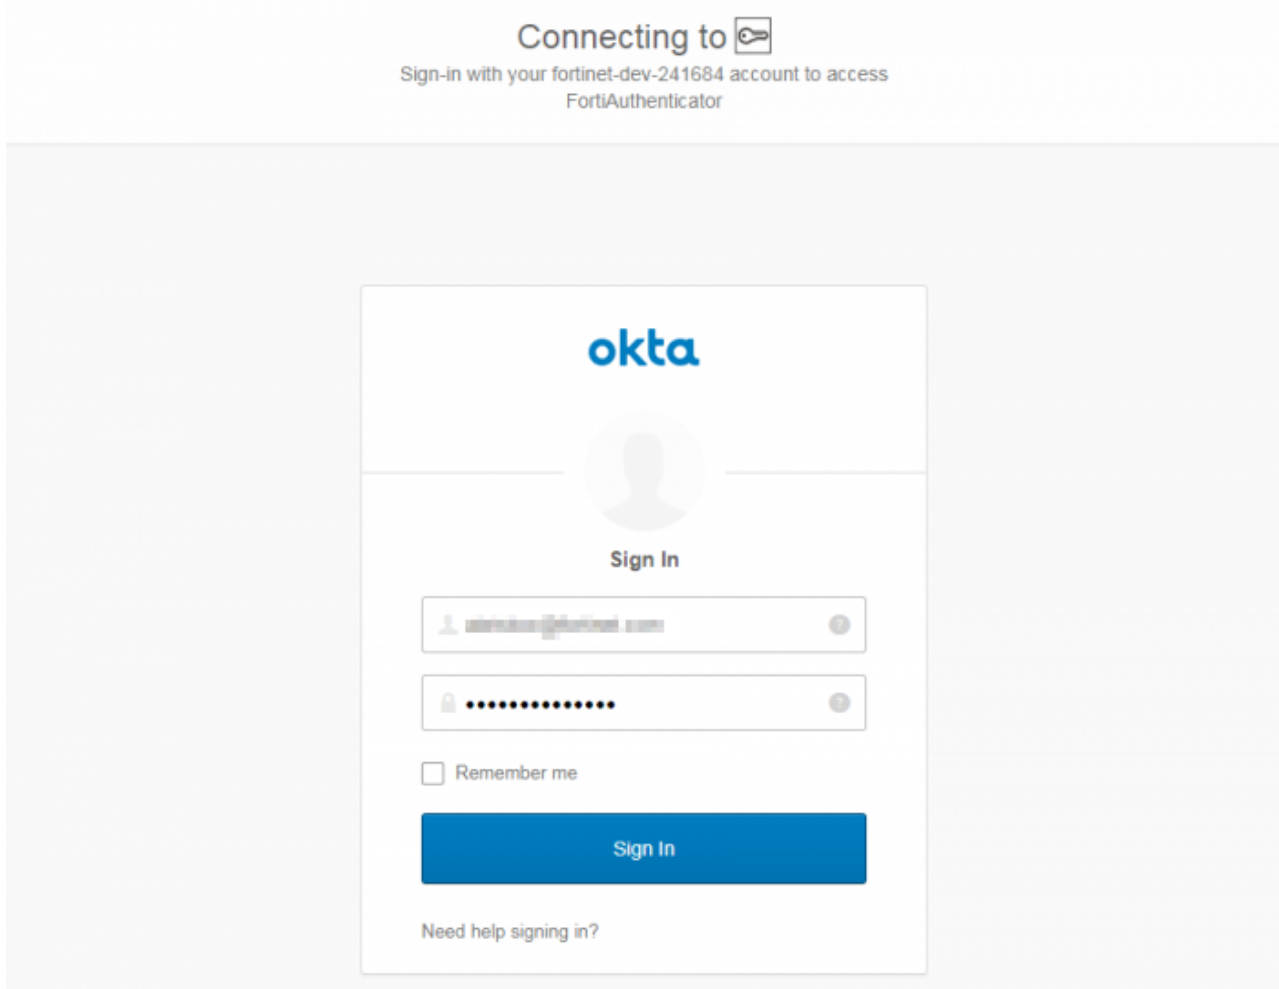 Connecting to
Sign-in with your fortinet-dev-241684 account to access
FortiAuthenticator
okta
Sign In
••••••••••••••
Remember me
Sign In
Need help signing in?